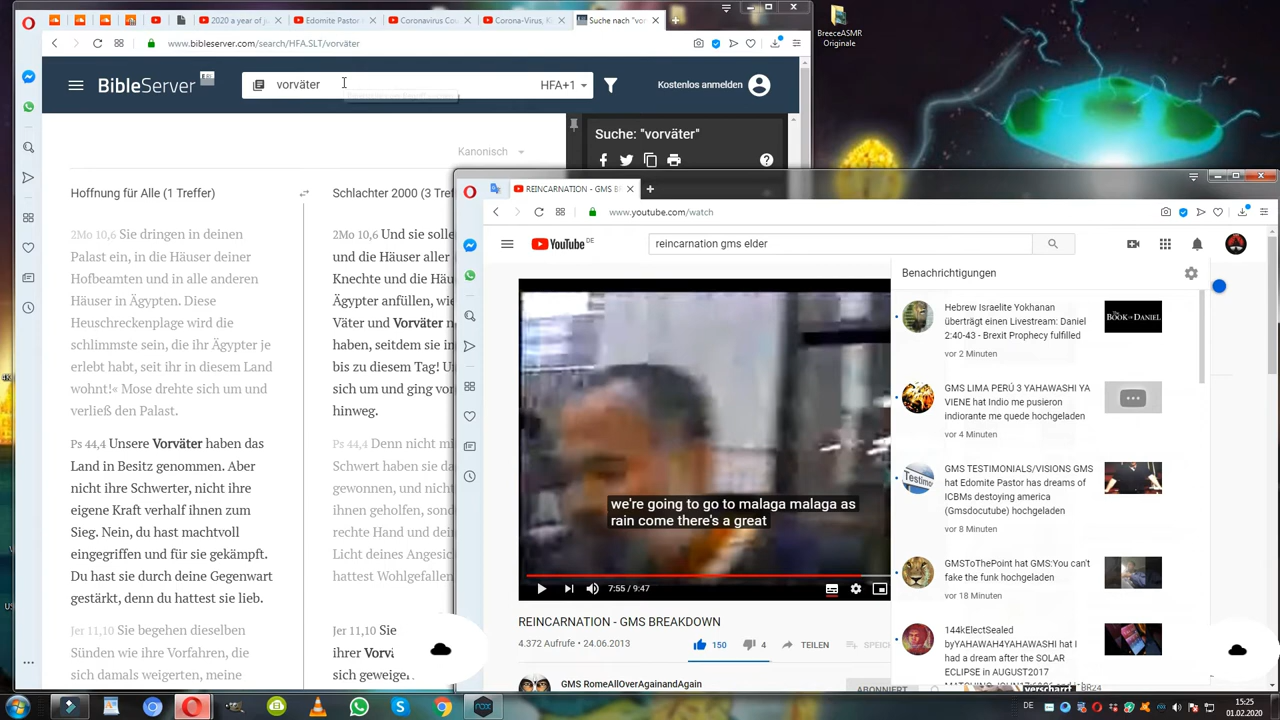 2020 a year of j
Edomite Pastor
Coronavirus Co
Corona-Virus, K
Suche nach "vor
www.bibleserver.com/search/HFA.SLT/vorväter
BibleServer
vorväter
HFA+1
Kostenlos anmelden
Suche: "vorväter"
Kanonisch
Hoffnung für Alle (1 Treffer)
2Mo 10,6 Sie dringen in deinen
Palast ein, in die Häuser deiner
Hofbeamten und in alle anderen
Häuser in Ägypten. Diese
Heuschreckenplage wird die
schlimmste sein, die ihr Ägypter je
erlebt habt, seit ihr in diesem Land
wohnt!« Mose drehte sich um und
verließ den Palast.
Ps 44,4 Unsere Vorväter haben das
Land in Besitz genommen. Aber
nicht ihre Schwerter, nicht ihre
eigene Kraft verhalf ihnen zum
Sieg. Nein, du hast machtvoll
eingegriffen und für sie gekämpft.
Du hast sie durch deine Gegenwart
gestärkt, denn du hattest sie lieb.
Jer 11,10 Sie begehen dieselben
Sünden wie ihre Vorfahren, die
sich damals weigerten, meine
Schlachter 2000 (3 Tref
2Mo 10,6 Und sie solle
und die Häuser aller
Knechte und die Häu
Ägypter anfüllen, wie
Väter und Vorväter n
haben, seitdem sie in
bis zu diesem Tag! U
sich um und ging vo
hinweg.
Ps 44,4 Denn nicht mi
Schwert haben sie da
gewonnen, und nicht
ihnen geholfen, sond
rechte Hand und dein
Licht deines Angesic
hattest Wohlgefallen
Jer 11,10 Sie
ihrer Vorv
sich geweiger
REINCARNATION - GMS B
www.youtube.com/watch
YouTube DE
reincarnation gms elder
we're going to go to malaga malaga as
rain come there's a great
7:55 / 9:47
REINCARNATION - GMS BREAKDOWN
4.372 Aufrufe • 24.06.2013
150
4
TEILEN
SPEICH
GMS RomeAllOverAgainandAgain
ABONNIERT
Benachrichtigungen
Hebrew Israelite Yokhanan
überträgt einen Livestream: Daniel
2:40-43 - Brexit Prophecy fulfilled
vor 2 Minuten
THE BOOK OF DANIEL
GMS LIMA PERÚ 3 YAHAWASHI YA
VIENE hat Indio me pusieron
indiorante me quede hochgeladen
vor 4 Minuten
GMS TESTIMONIALS/VISIONS GMS
hat Edomite Pastor has dreams of
ICBMs destoying america
(Gmsdocutube) hochgeladen
vor 8 Minuten
GMSToThePoint hat GMS:You can't
fake the funk hochgeladen
vor 18 Minuten
144kElectSealed
byYAHAWAH4YAHAWASHI hat I
had a dream after the SOLAR
ECLIPSE in AUGUST2017
verschärft
BR24
BreeceASMR
Originale
DE
15:25
01.02.2020